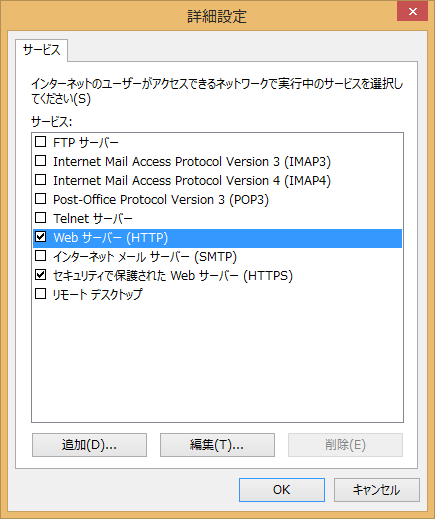 詳細設定
サービス
インターネットのユーザーがアクセスできるネットワークで実行中のサービスを選択し
てください(S)
サービス:
FTP サーバー
Internet Mail Access Protocol Version 3 (IMAP3)
Internet Mail Access Protocol Version 4 (IMAP4)
Post-Office Protocol Version 3 (POP3)
Telnet サーバー
Web サーバー (HTTP)
インターネット メール サーバー (SMTP)
セキュリティで保護された Web サーバー (HTTPS)
リモート デスクトップ
追加(D)... 編集(T)... 削除(E)
OK キャンセル